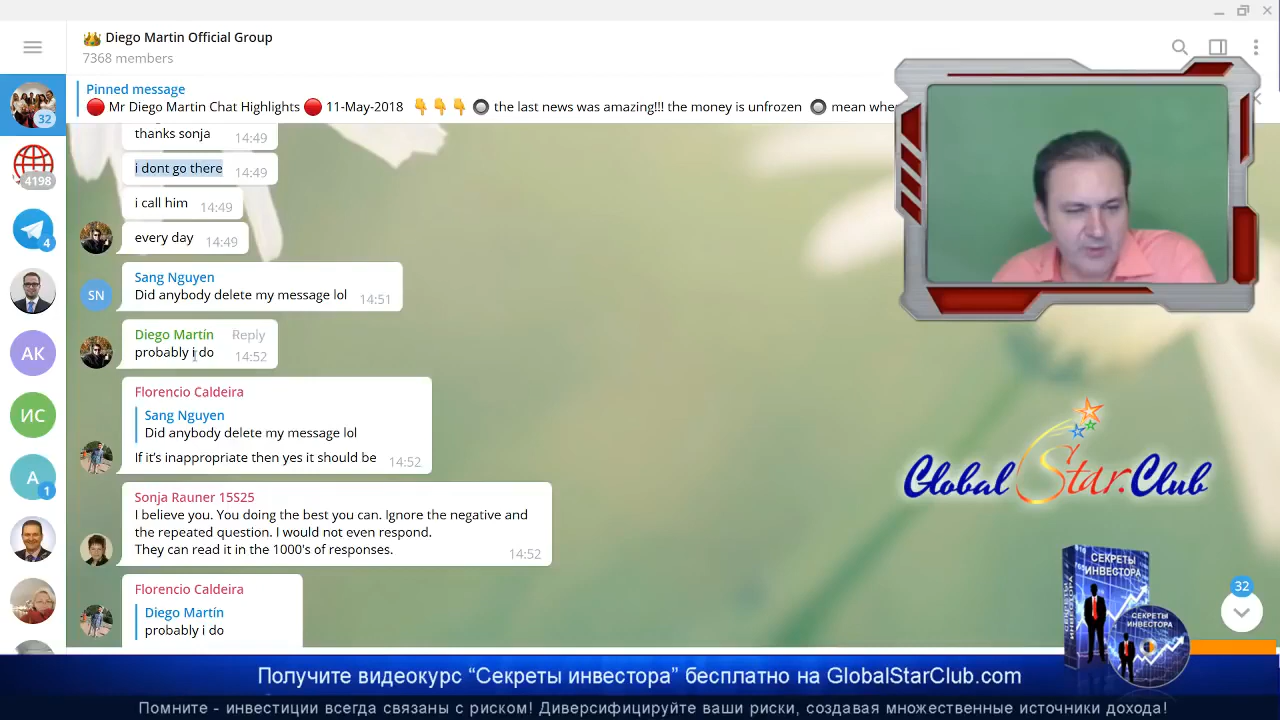 Diego Martin Official Group
7368 members
Pinned message
🔴 Mr Diego Martin Chat Highlights 🔴 11-May-2018 👇👇👇 🔘 the last news was amazing!!! the money is unfrozen 🔘 mean whe
thanks sonja 14:49
i dont go there 14:49
i call him 14:49
every day 14:49
Sang Nguyen
Did anybody delete my message lol 14:51
Diego Martín Reply
probably i do 14:52
Florencio Caldeira
Sang Nguyen
Did anybody delete my message lol
If it's inappropriate then yes it should be 14:52
Sonja Rauner 15S25
I believe you. You doing the best you can. Ignore the negative and
the repeated question. I would not even respond.
They can read it in the 1000's of responses. 14:52
Florencio Caldeira
Diego Martín
probably i do
32
4198
4
SN
АК
ИС
А
1
32
Global Star.Club
СЕКРЕТЫ
ИНВЕСТОРА
СЕКРЕТЫ
ИНВЕСТОРА
Получите видеокурс “Секреты инвестора” бесплатно на GlobalStarClub.com
Помните - инвестиции всегда связаны с риском! Диверсифицируйте ваши риски, создавая множественные источники дохода!